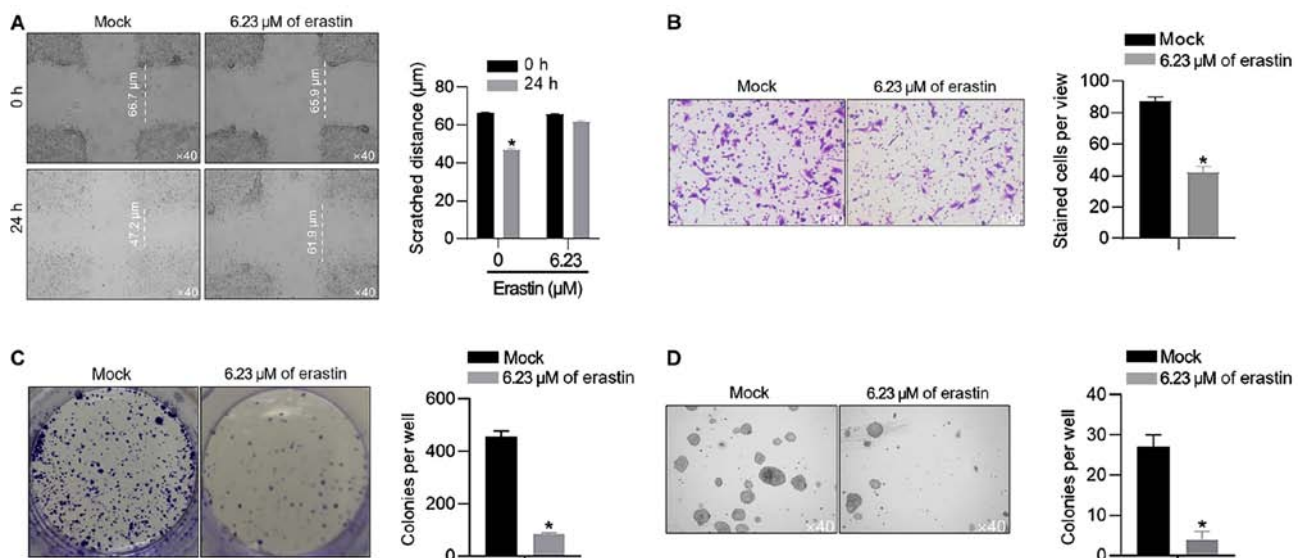 A
Mock
6.23 µM of erastin
0 h
66.7 µm
65.9 µm
×40
×40
24 h
47.2 µm
61.9 µm
×40
×40
Scratched distance (µm)
0 h
24 h
80
60
40
20
0
*
0
6.23
Erastin (µM)
B
Mock
6.23 µM of erastin
Stained cells per view
Mock
6.23 µM of erastin
100
80
60
40
20
0
*
C
Mock
6.23 µM of erastin
Colonies per well
Mock
6.23 µM of erastin
600
400
200
0
*
D
Mock
6.23 µM of erastin
×40
×40
Colonies per well
Mock
6.23 µM of erastin
40
30
20
10
0
*